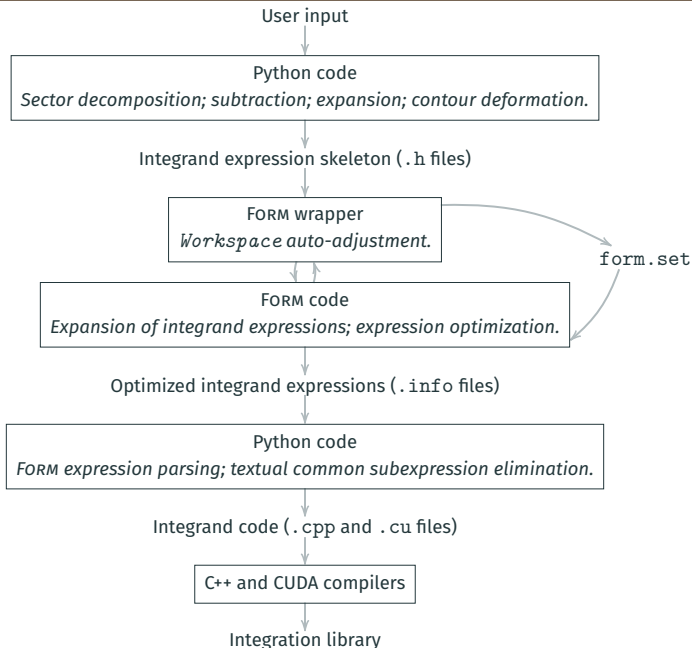 User input
Python code
Sector decomposition; subtraction; expansion; contour deformation.
Integrand expression skeleton (.h files)
FORM wrapper
Workspace auto-adjustment.
form.set
FORM code
Expansion of integrand expressions; expression optimization.
Optimized integrand expressions (.info files)
Python code
FORM expression parsing; textual common subexpression elimination.
Integrand code (.cpp and .cu files)
C++ and CUDA compilers
Integration library